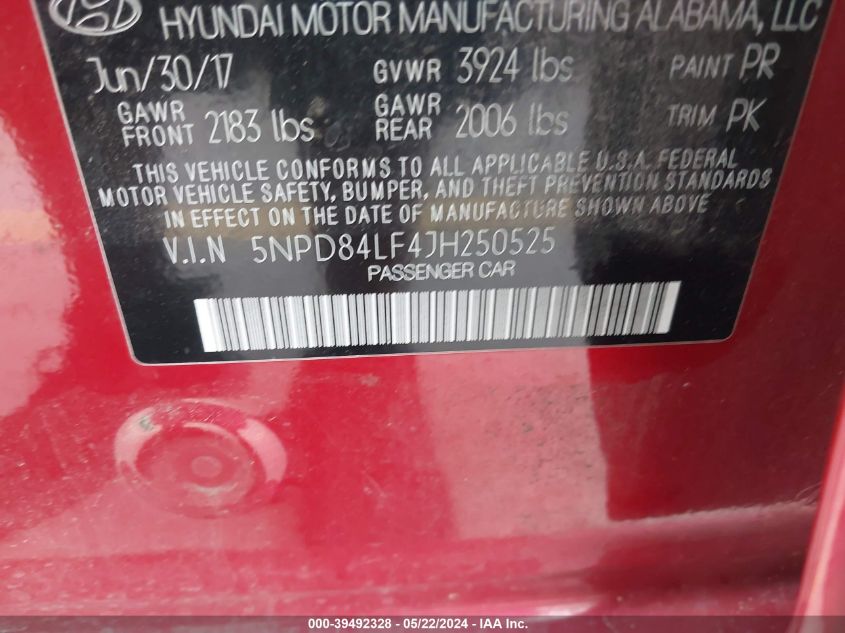 HYUNDAI MOTOR MANUFACTURING ALABAMA, LLC
Jun/30/17 GVWR 3924 lbs PAINT PR
GAWR FRONT 2183 lbs GAWR REAR 2006 lbs TRIM PK
THIS VEHICLE CONFORMS TO ALL APPLICABLE U.S.A. FEDERAL
MOTOR VEHICLE SAFETY, BUMPER, AND THEFT PREVENTION STANDARDS
IN EFFECT ON THE DATE OF MANUFACTURE SHOWN ABOVE
V.I.N 5NPD84LF4JH250525
PASSENGER CAR
000-39492328 - 05/22/2024 - IAA, Inc.